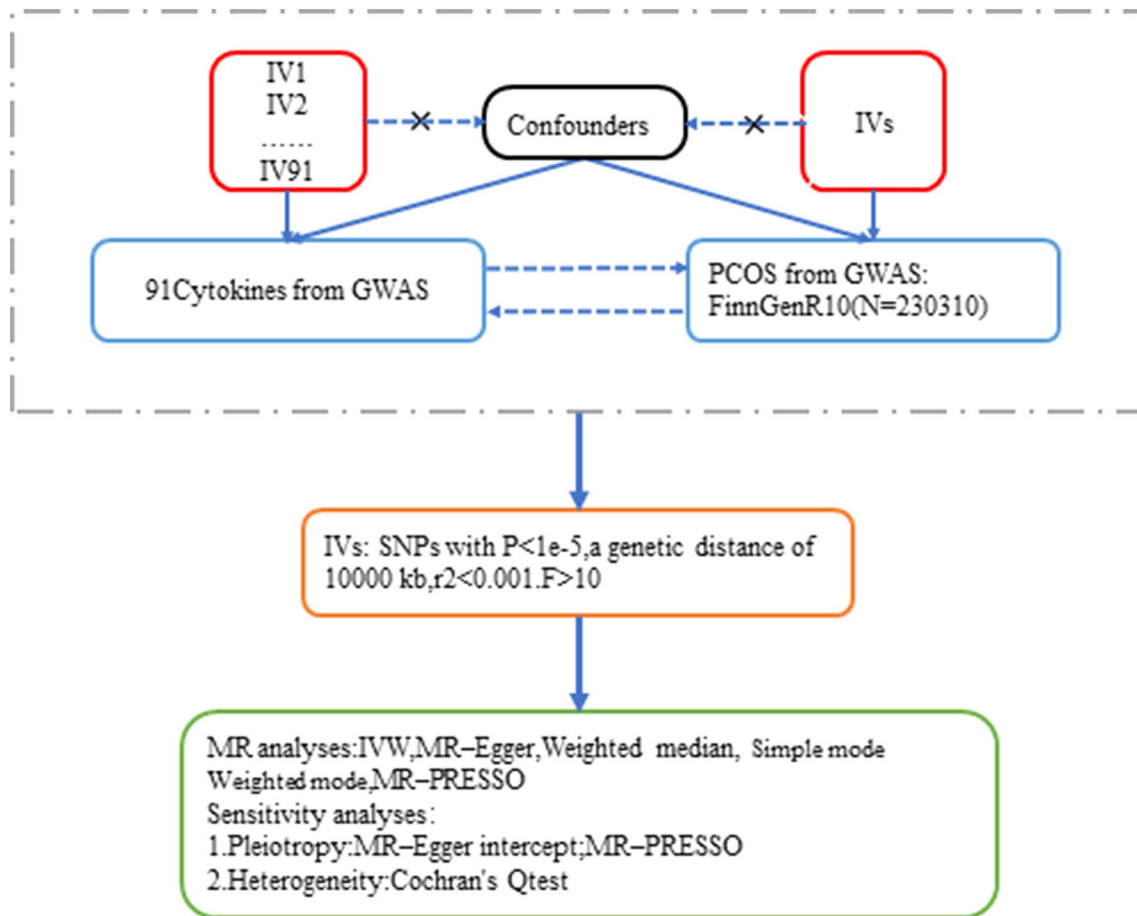 IV1
IV2
......
IV91
Confounders
IVs
91Cytokines from GWAS
PCOS from GWAS:
FinnGenR10(N=230310)
IVs: SNPs with P<1e-5,a genetic distance of
10000 kb,r2<0.001.F>10
MR analyses:IVW,MR–Egger,Weighted median, Simple mode
Weighted mode,MR–PRESSO
Sensitivity analyses:
1.Pleiotropy:MR–Egger intercept;MR–PRESSO
2.Heterogeneity:Cochran's Qtest